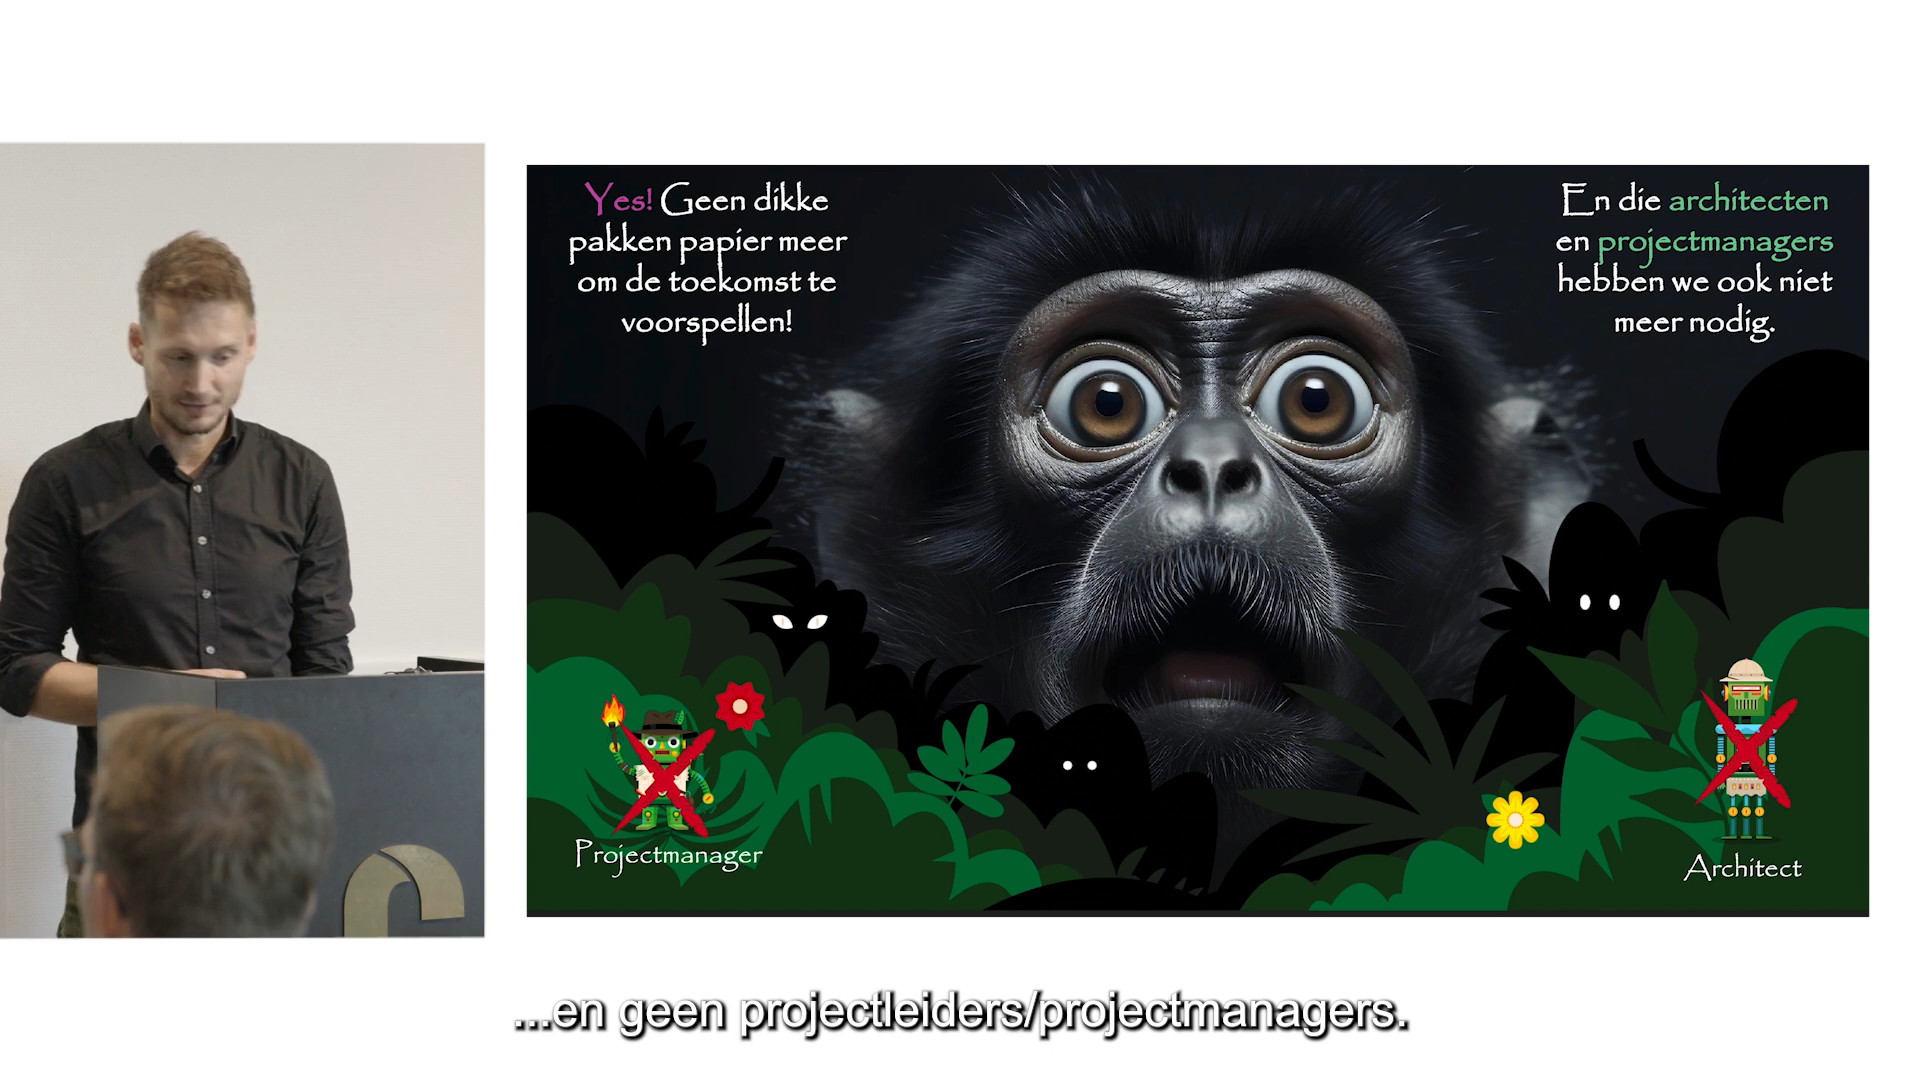 Yes! Geen dikke
pakken papier meer
om de toekomst te
voorspellen!
En die architecten
en projectmanagers
hebben we ook niet
meer nodig.
Projectmanager
Architect
...en geen projectleiders/projectmanagers.